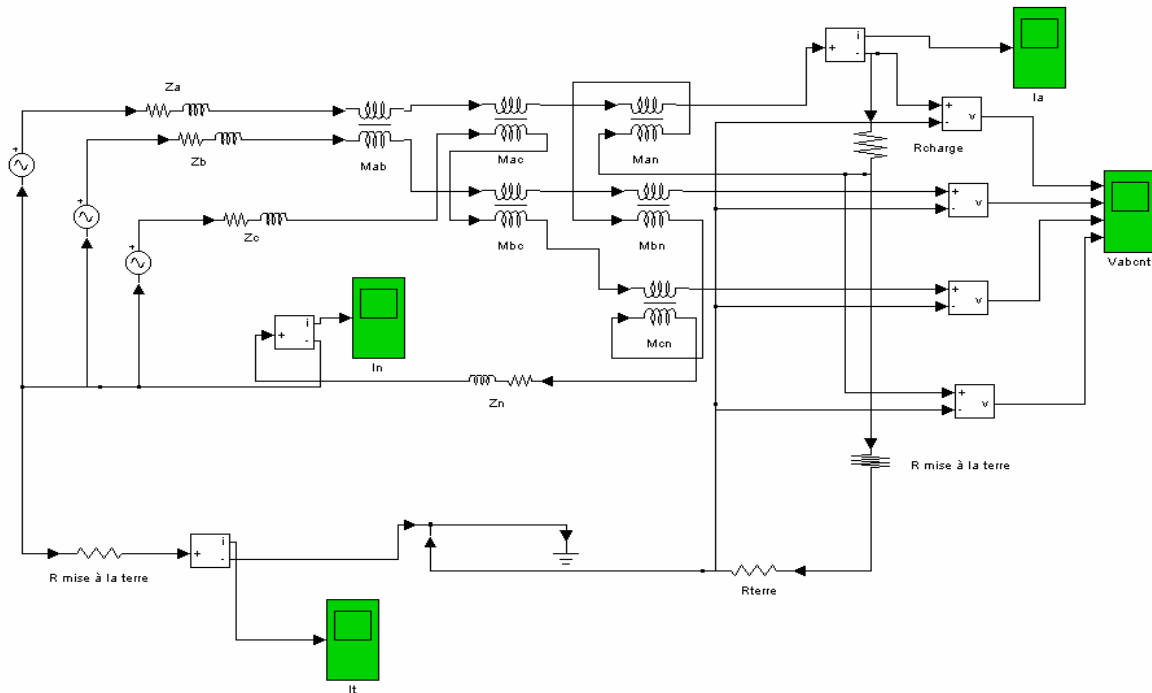 i
+
-
Ia
Za
+
-
v
Zb
Mab
Mac
Man
Rcharge
+
+
-
v
Zc
Mbc
Mbn
Vabcnt
+
+
-
v
+
i
-
In
Mcn
Zn
+
-
v
R mise à la terre
+
i
-
R mise à la terre
Rterre
It